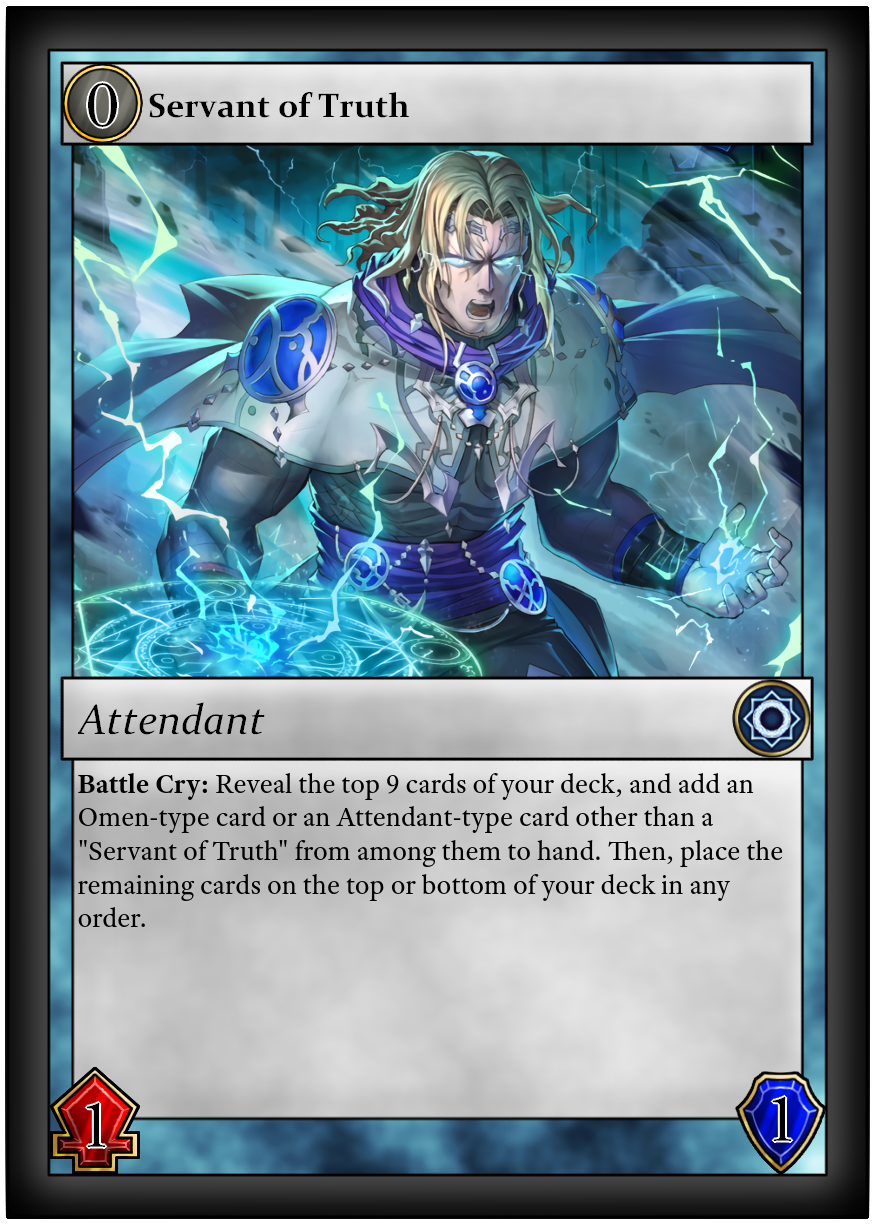 0 Servant of Truth
Attendant
Battle Cry: Reveal the top 9 cards of your deck, and add an
Omen-type card or an Attendant-type card other than a
"Servant of Truth" from among them to hand. Then, place the
remaining cards on the top or bottom of your deck in any
order.
1 1